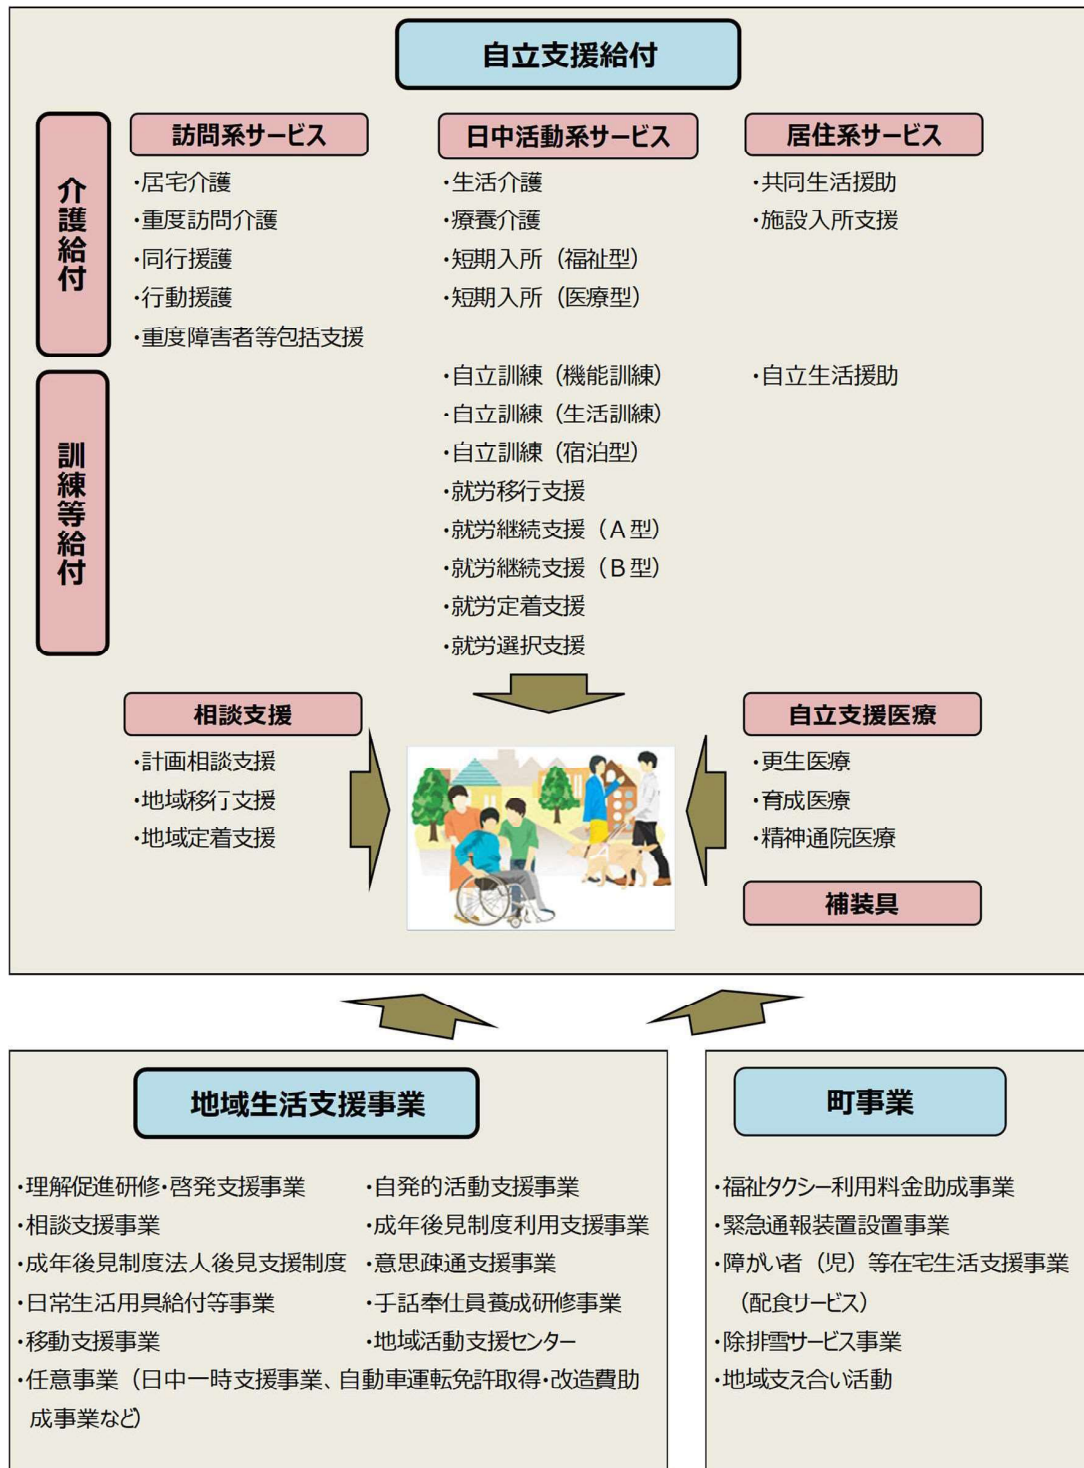 自立支援給付
介護給付
訪問系サービス
・居宅介護
・重度訪問介護
・同行援護
・行動援護
・重度障害者等包括支援
日中活動系サービス
・生活介護
・療養介護
・短期入所（福祉型）
・短期入所（医療型）
居住系サービス
・共同生活援助
・施設入所支援
訓練等給付
・自立訓練（機能訓練）
・自立訓練（生活訓練）
・自立訓練（宿泊型）
・就労移行支援
・就労継続支援（Ａ型）
・就労継続支援（Ｂ型）
・就労定着支援
・就労選択支援
・自立生活援助
相談支援
・計画相談支援
・地域移行支援
・地域定着支援
自立支援医療
・更生医療
・育成医療
・精神通院医療
補装具
地域生活支援事業
・理解促進研修・啓発支援事業
・相談支援事業
・成年後見制度法人後見支援制度
・日常生活用具給付等事業
・移動支援事業
・自発的活動支援事業
・成年後見制度利用支援事業
・意思疎通支援事業
・手話奉仕員養成研修事業
・地域活動支援センター
・任意事業（日中一時支援事業、自動車運転免許取得・改造費助
成事業など）
町事業
・福祉タクシー利用料金助成事業
・緊急通報装置設置事業
・障がい者（児）等在宅生活支援事業
（配食サービス）
・除排雪サービス事業
・地域支え合い活動